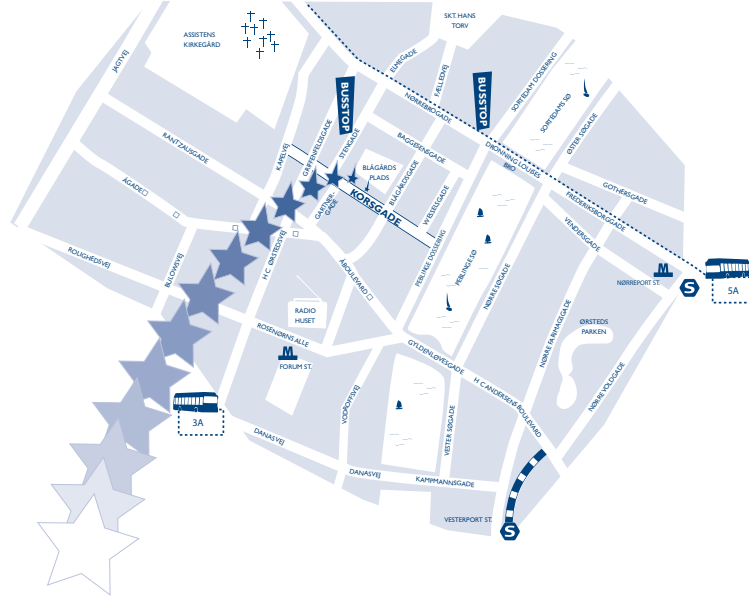 SKT. HANS
TORV
ASSISTENS
KIRKEGÅRD
JAGTVEJ
ELMEGADE
FÆLLEDVEJ
SORTEDAM DOSSERING
SORTEDAMS SØ
ØSTER SØGADE
NØRREBROGADE
BUSSTOP
BUSSTOP
RANTZAUSGADE
KAPELVEJ
GRIFFENFELDSGADE
STENGADE
BAGGESENSGADE
DRONNING LOUISES
BRO
BLÅGÅRDS
PLADS
BLÅGÅRDSGADE
WESSELSGADE
ÅGADE
GARTNER-
GADE
KORSGADE
GOTHERSGADE
FREDERIKSBORGGADE
VENDERSGADE
ROLIGHEDSVEJ
BÜLOWSVEJ
H C ØRSTEDSVEJ
ÅBOULEVARD
PEBLINGE DOSSERING
PEBLINGE SØ
NØRRE SØGADE
M
NØRREPORT ST.
S
5A
RADIO
HUSET
ROSENØRNS ALLE
M
FORUM ST.
GYLDENLØVESGADE
NØRRE FARIMAGSGADE
ØRSTEDS
PARKEN
NØRRE VOLDGADE
H C ANDERSENS BOULEVARD
VODROFFSVEJ
VESTER SØGADE
3A
DANASVEJ
DANASVEJ
KAMPMANNSGADE
VESTERPORT ST.
S